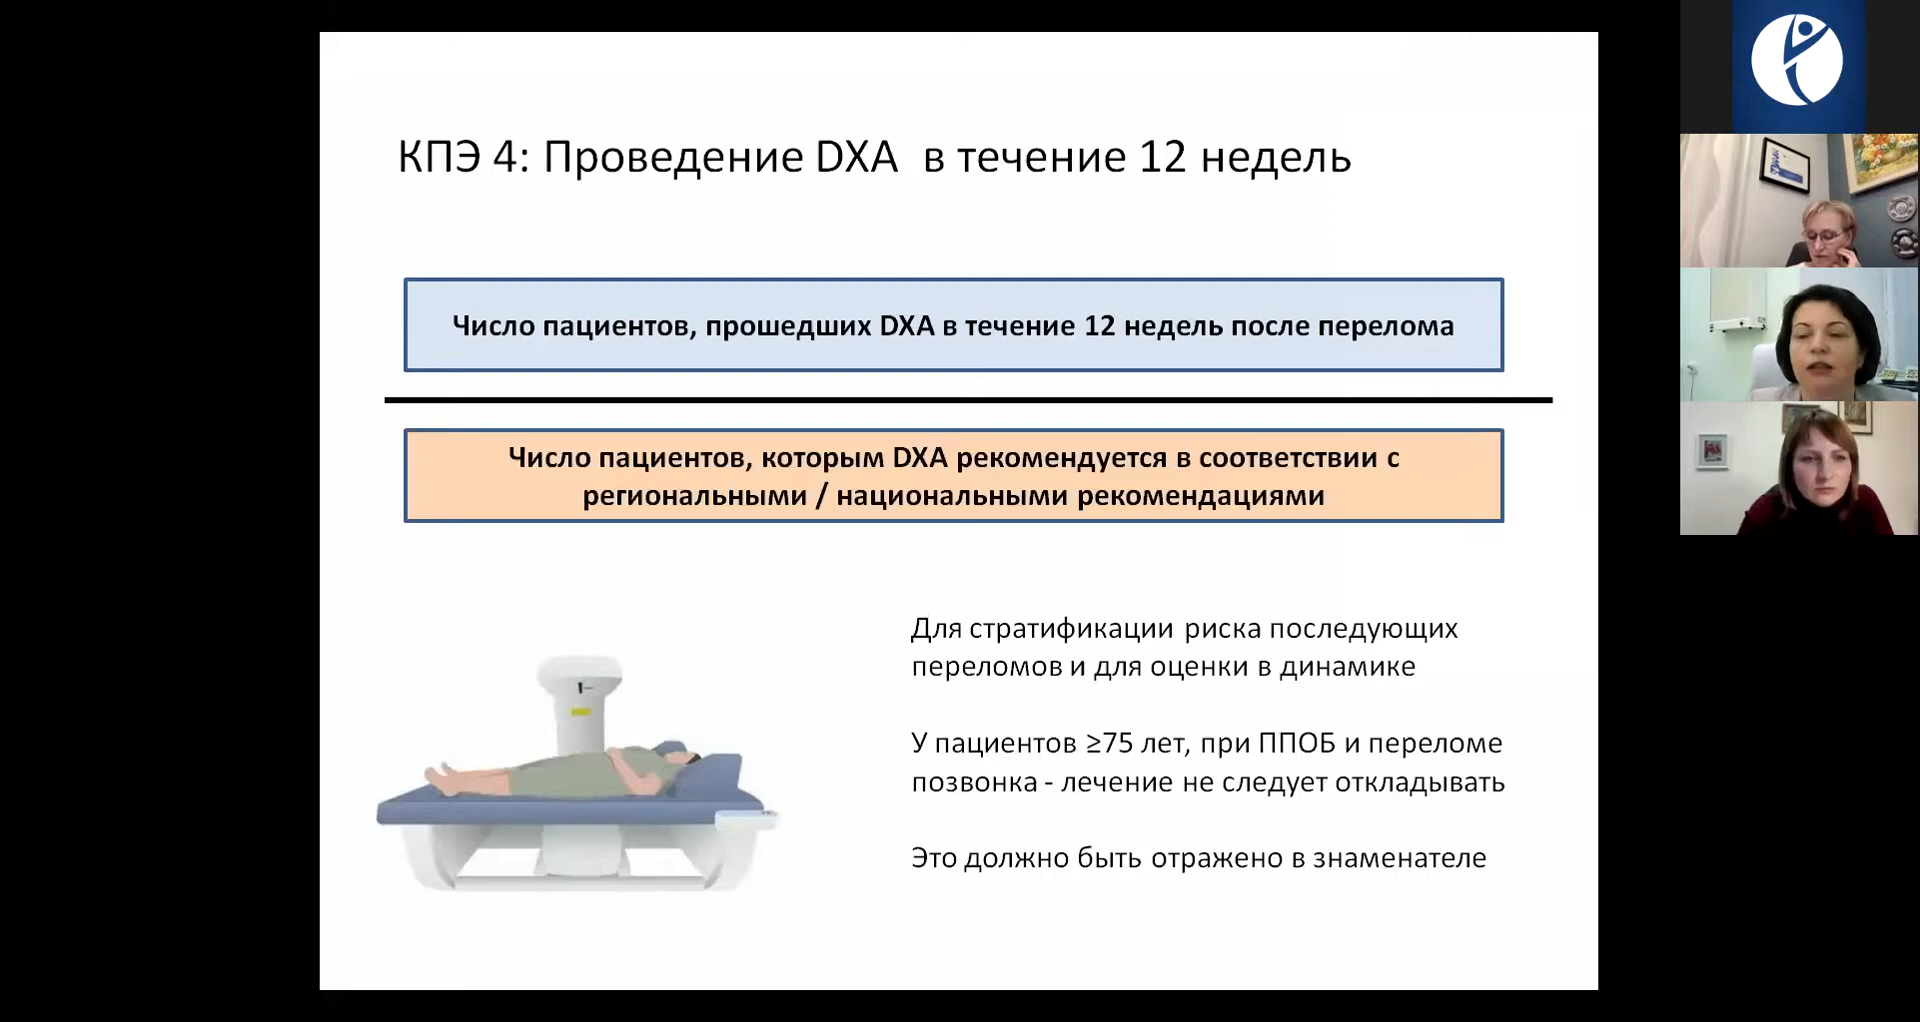 КПЭ 4: Проведение DXA в течение 12 недель
Число пациентов, прошедших DXA в течение 12 недель после перелома
Число пациентов, которым DXA рекомендуется в соответствии с
региональными / национальными рекомендациями
Для стратификации риска последующих
переломов и для оценки в динамике
У пациентов ≥75 лет, при ППОБ и переломе
позвонка - лечение не следует откладывать
Это должно быть отражено в знаменателе